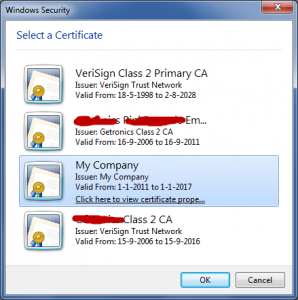 Windows Security
Select a Certificate
VeriSign Class 2 Primary CA
Issuer: VeriSign Trust Network
Valid From: 18-5-1998 to 2-8-2028
Em...
Issuer: Getronics Class 2 CA
Valid From: 16-9-2006 to 16-9-2011
My Company
Issuer: My Company
Valid From: 1-1-2011 to 1-1-2017
Click here to view certificate prope...
Class 2 CA
Issuer: VeriSign Trust Network
Valid From: 15-9-2006 to 15-9-2016
OK
Cancel